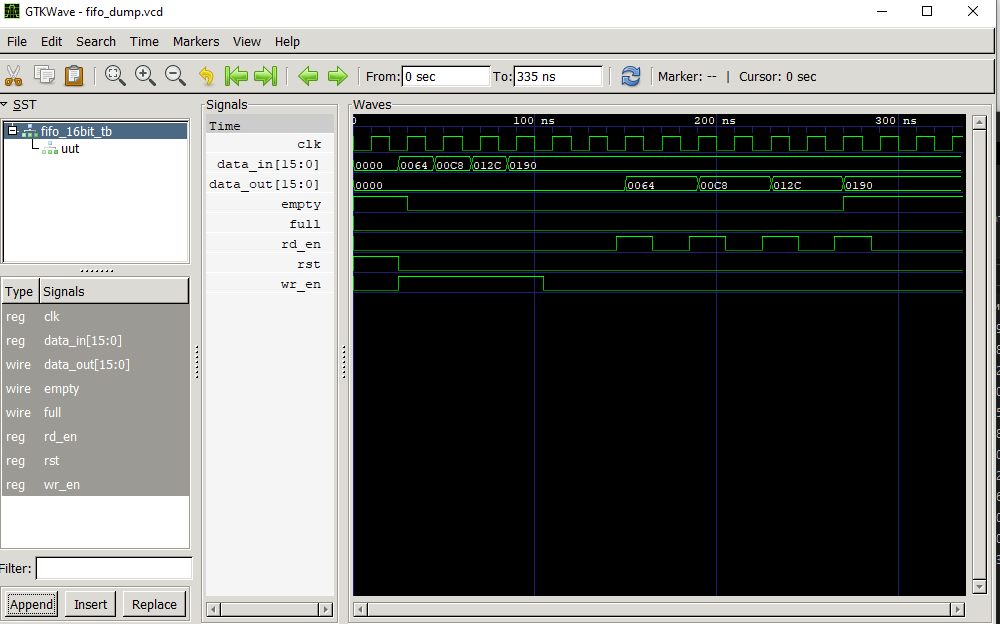 GTKWave - fifo_dump.vcd
File Edit Search Time Markers View Help
From: 0 sec To: 335 ns Marker: -- | Cursor: 0 sec
SST
fifo_16bit_tb
uut
Type Signals
reg clk
reg data_in[15:0]
wire data_out[15:0]
wire empty
wire full
reg rd_en
reg rst
reg wr_en
Filter:
Append Insert Replace
Signals
Time
clk
data_in[15:0]
data_out[15:0]
empty
full
rd_en
rst
wr_en
Waves
0 100 ns 200 ns 300 ns
0000 0064 00C8 012C 0190
0000 0064 00C8 012C 0190